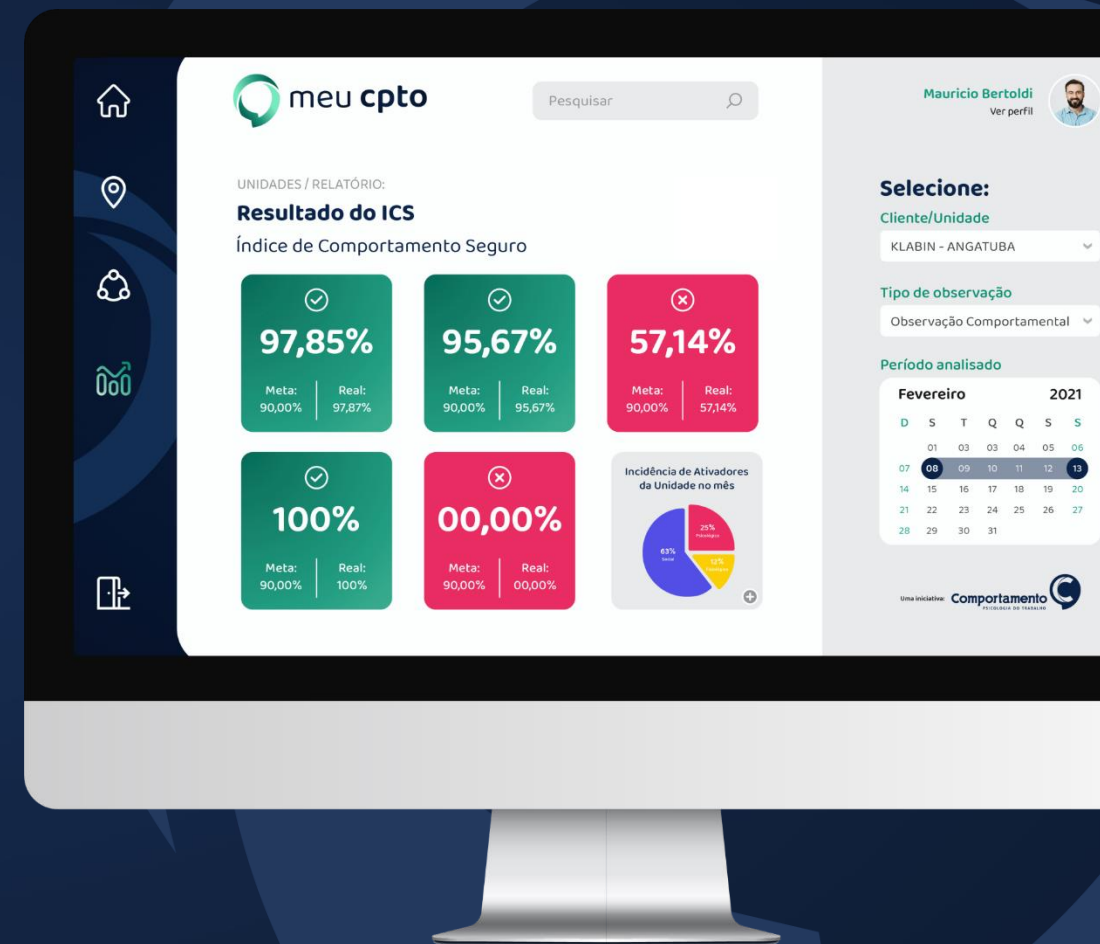 meu cpto
Pesquisar
UNIDADES / RELATÓRIO:
Resultado do ICS
Índice de Comportamento Seguro
97,85%
Meta: Real:
90,00% 97,87%
95,67%
Meta: Real:
90,00% 95,67%
57,14%
Meta: Real:
90,00% 57,14%
100%
Meta: Real:
90,00% 100%
00,00%
Meta: Real:
90,00% 00,00%
Incidência de Ativadores
da Unidade no mês
25%
63%
12%
Mauricio Bertoldi
Ver perfil
Selecione:
Cliente/Unidade
KLABIN - ANGATUBA
Tipo de observação
Observação Comportamental
Período analisado
Fevereiro 2021
D S T Q Q S S
01 03 03 04 05 06
07 08 09 10 11 12 13
14 15 16 17 18 19 20
21 22 23 24 25 26 27
28 29 30 31
Uma iniciativa: Comportamento
PSICOLOGIA DO TRABALHO